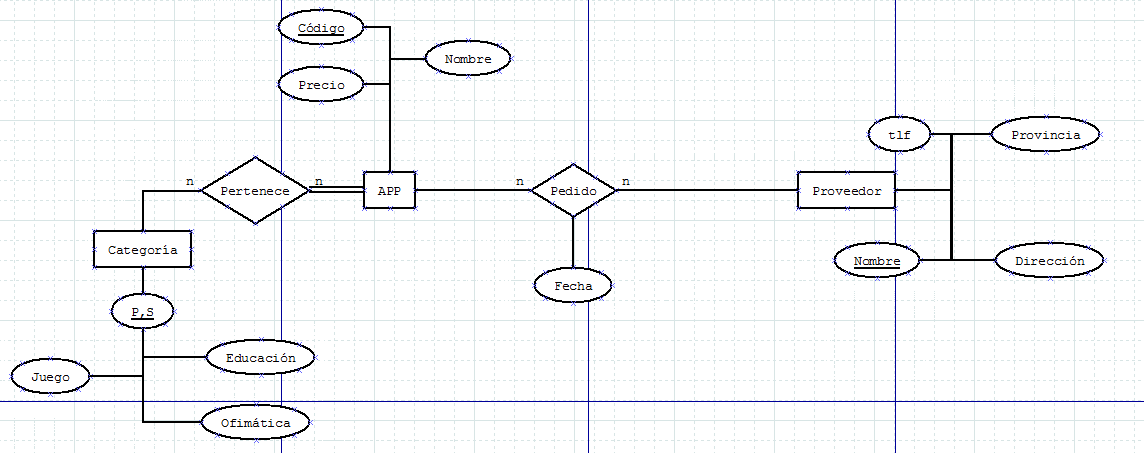 Código
Nombre
Precio
tlf
Provincia
n
Pertenece
n
APP
n
Pedido
n
Proveedor
Categoría
Nombre
Dirección
Fecha
P,S
Educación
Juego
Ofimática